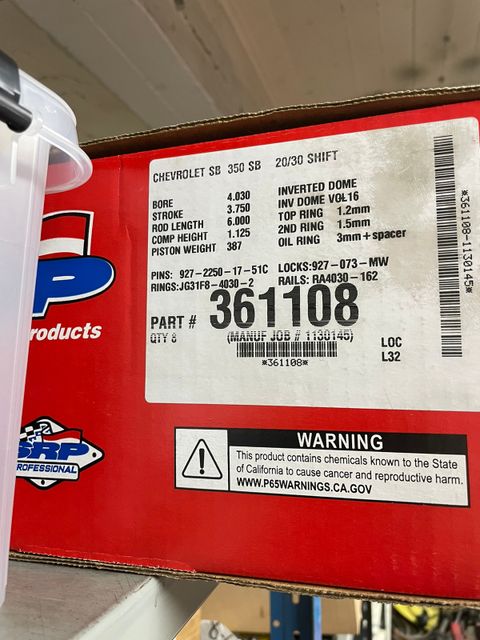 CHEVROLET SB 350 SB 20/30 SHIFT
BORE 4.030
STROKE 3.750
ROD LENGTH 6.000
COMP HEIGHT 1.125
PISTON WEIGHT 387
INVERTED DOME
INV DOME VOL16
TOP RING 1.2mm
2ND RING 1.5mm
OIL RING 3mm+spacer
PINS: 927-2250-17-51C LOCKS:927-073-MW
RINGS:JG31F8-4030-2 RAILS: RA4030-162
PART # 361108
QTY 8 (MANUF JOB # 1130145)
*361108*
LOC
L32
*361108-1130145*
RP
roducts
SRP
PROFESSIONAL
WARNING
This product contains chemicals known to the State
of California to cause cancer and reproductive harm.
WWW.P65WARNINGS.CA.GOV